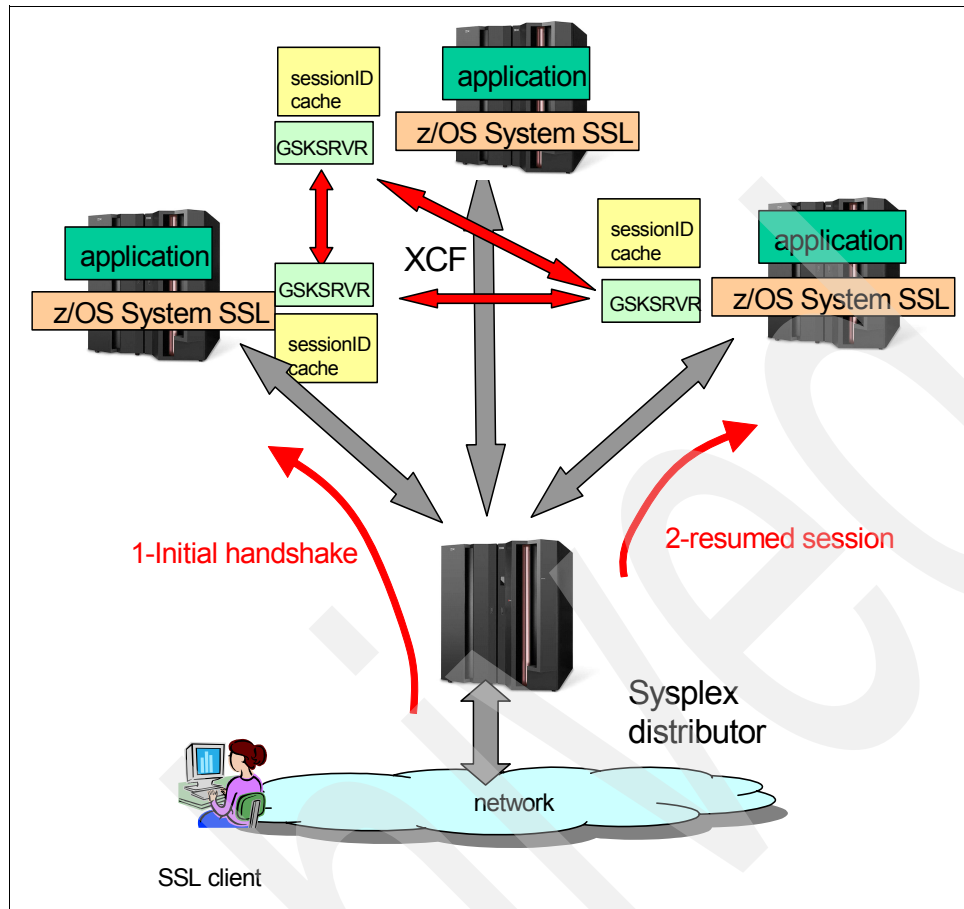 sessionID
cache
GSKSRVR
application
z/OS System SSL
application
z/OS System SSL
GSKSRVR
sessionID
cache
XCF
sessionID
cache
GSKSRVR
application
z/OS System SSL
1-Initial handshake
2-resumed session
Sysplex
distributor
network
SSL client